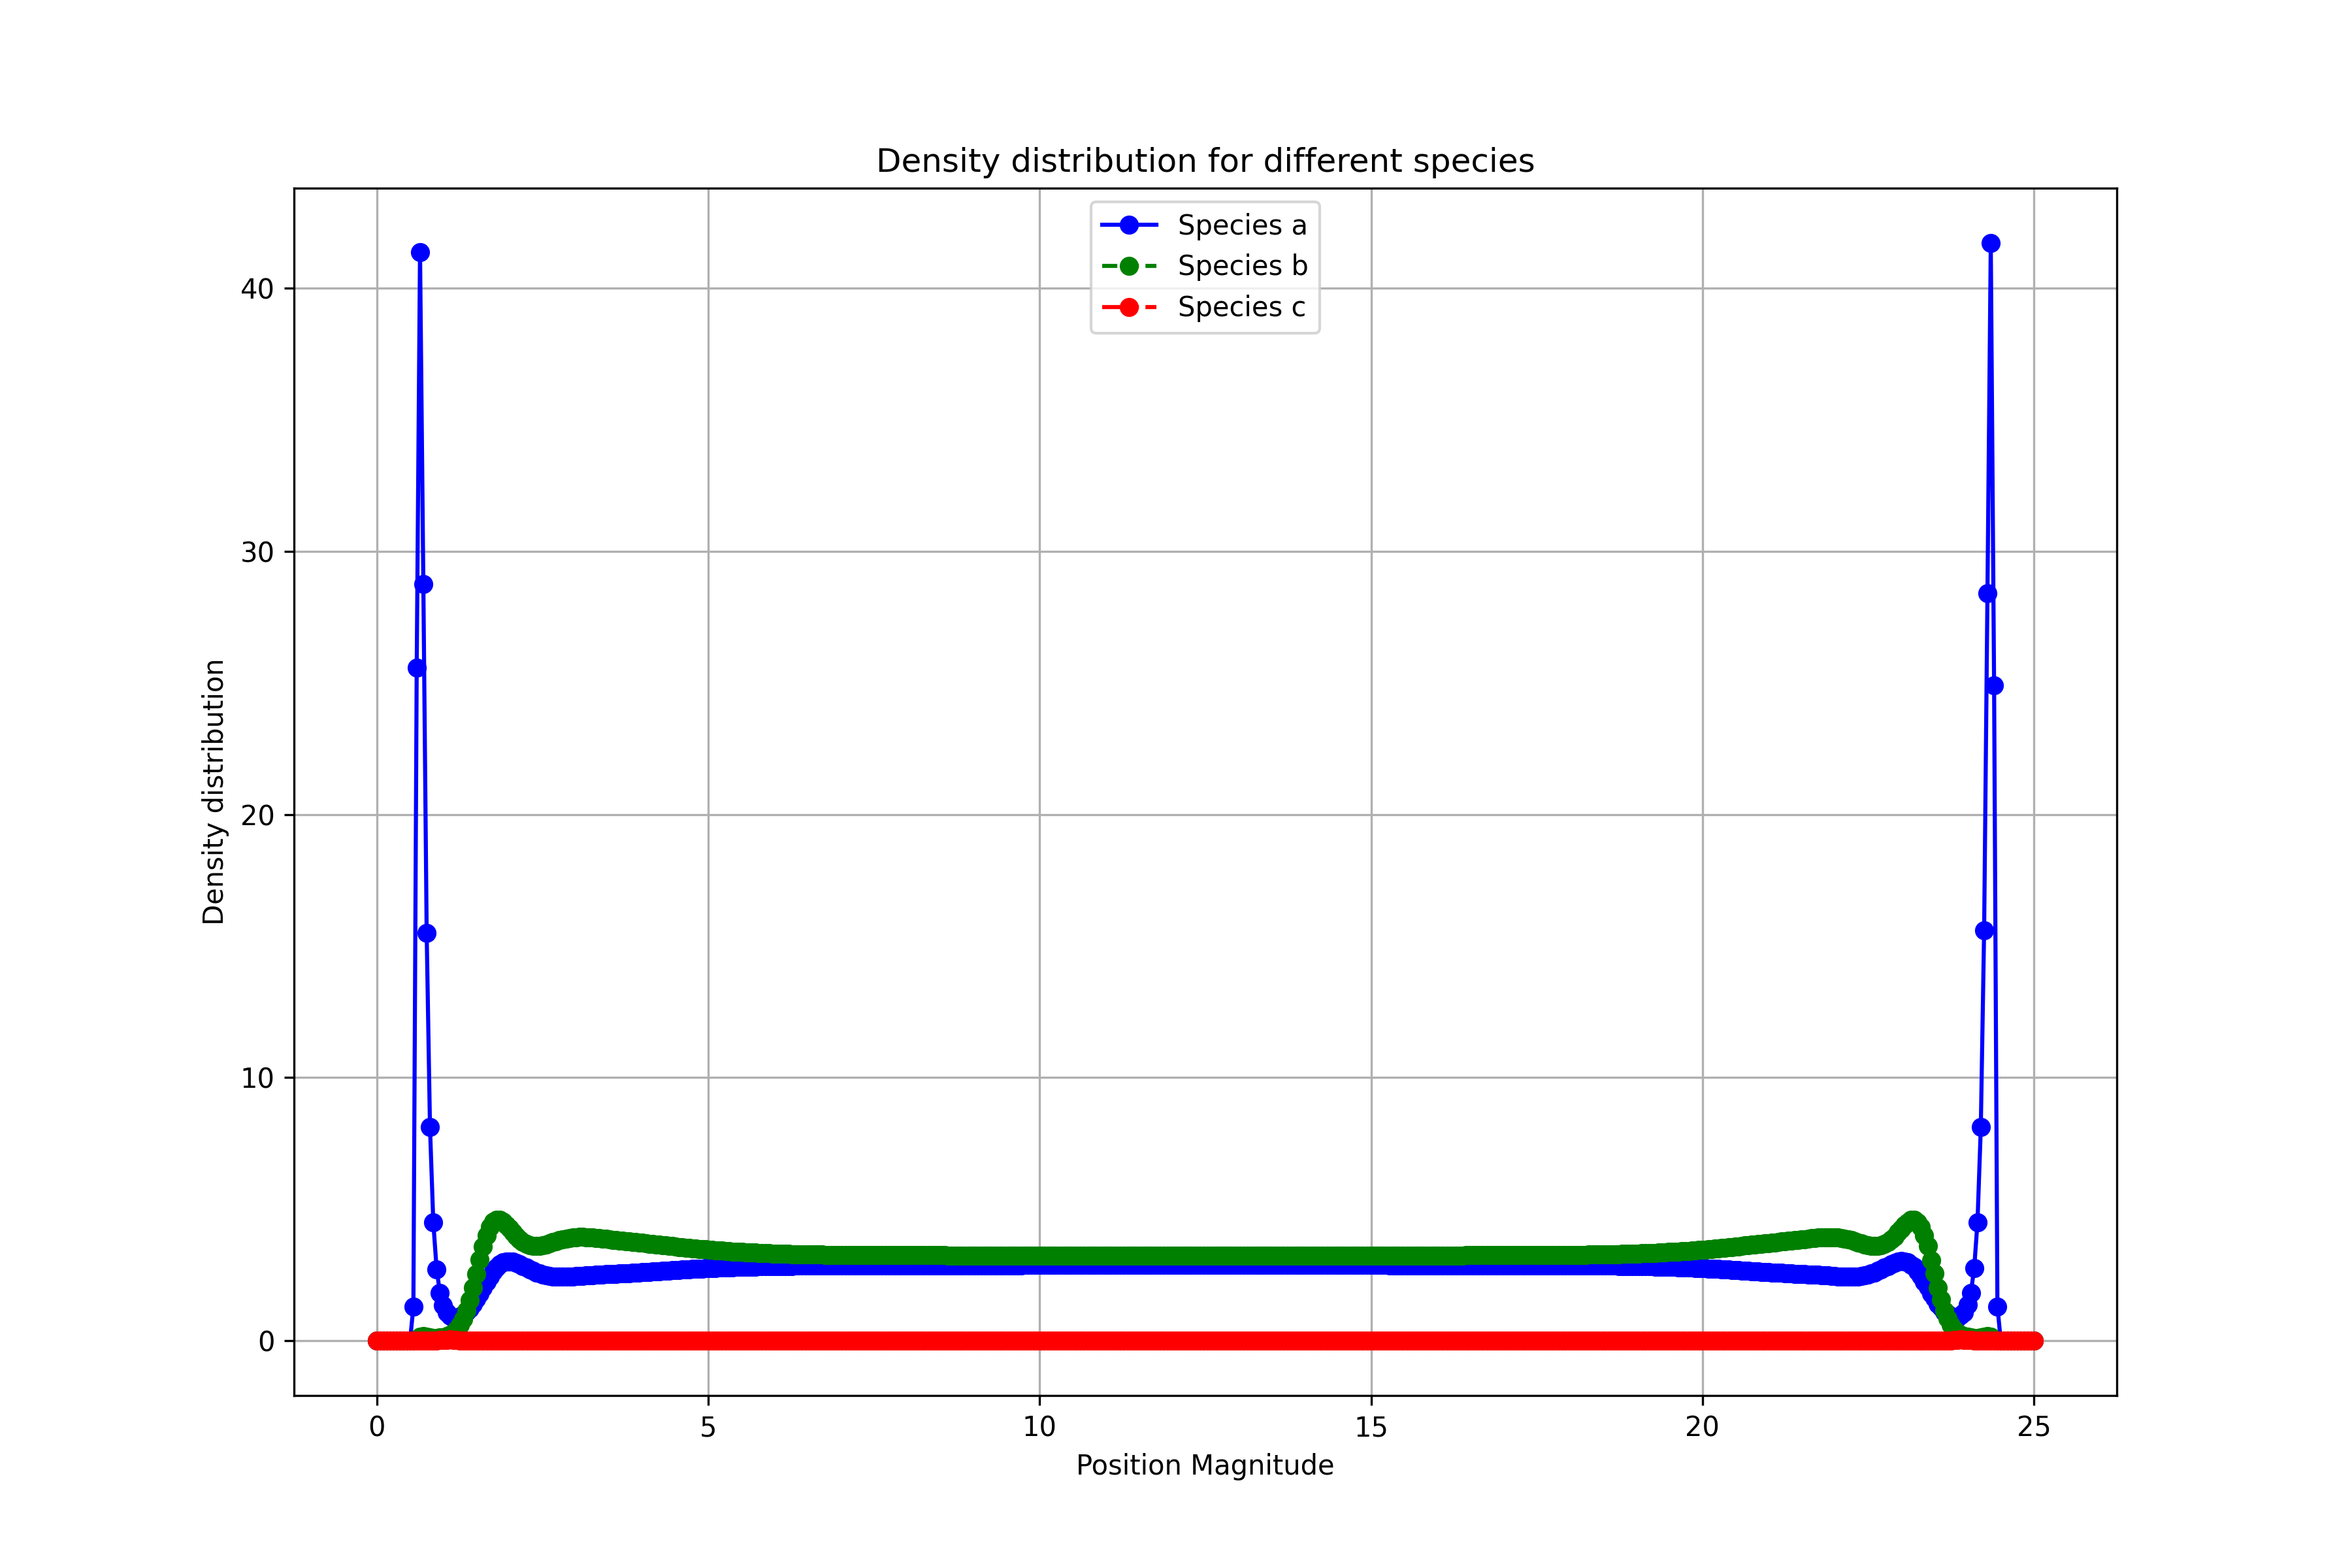 Density distribution for different species
Species a
Species b
Species c
Density distribution
40
30
20
10
0
0 5 10 15 20 25
Position Magnitude